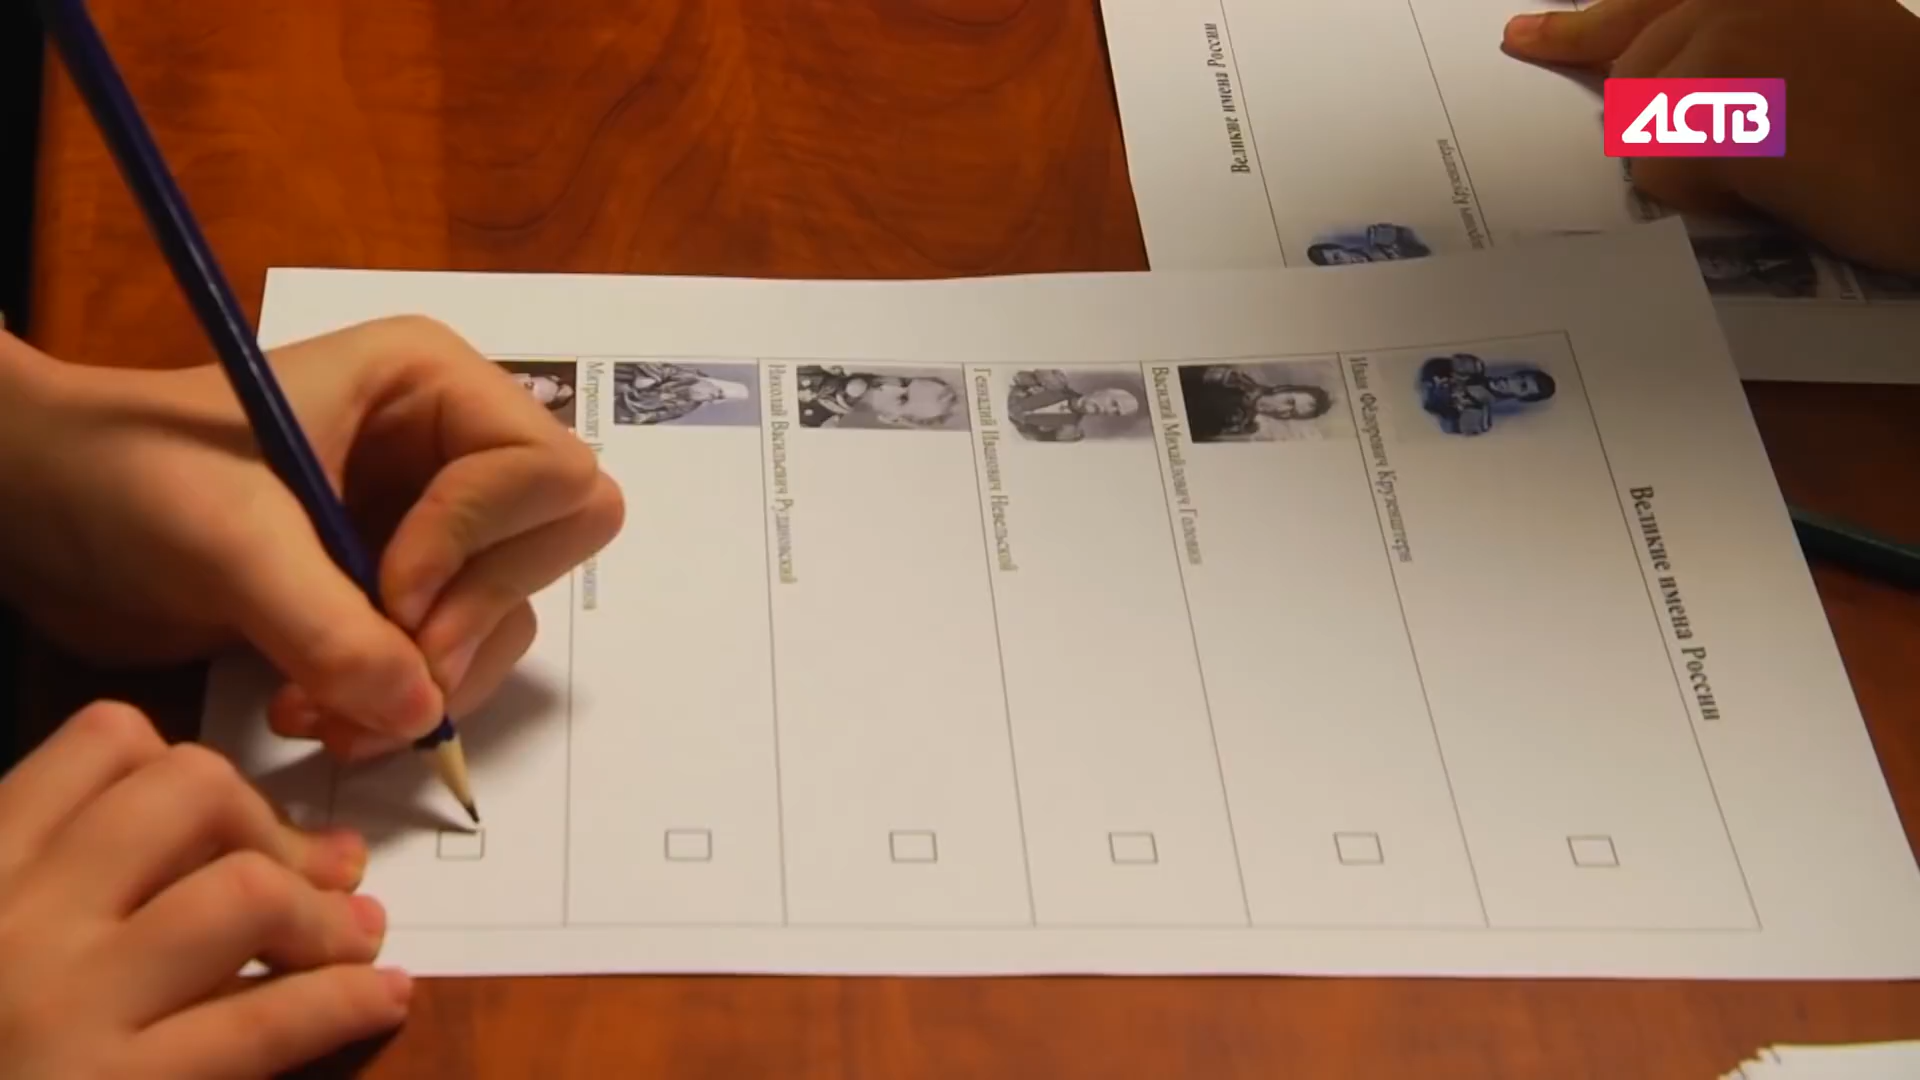 АСТВ
Великие имена России
Великие имена России
Иван Фёдорович Крузенштерн
Василий Михайлович Головин
Геннадий Иванович Невельской
Николай Васильевич Рудановский
Митрополит